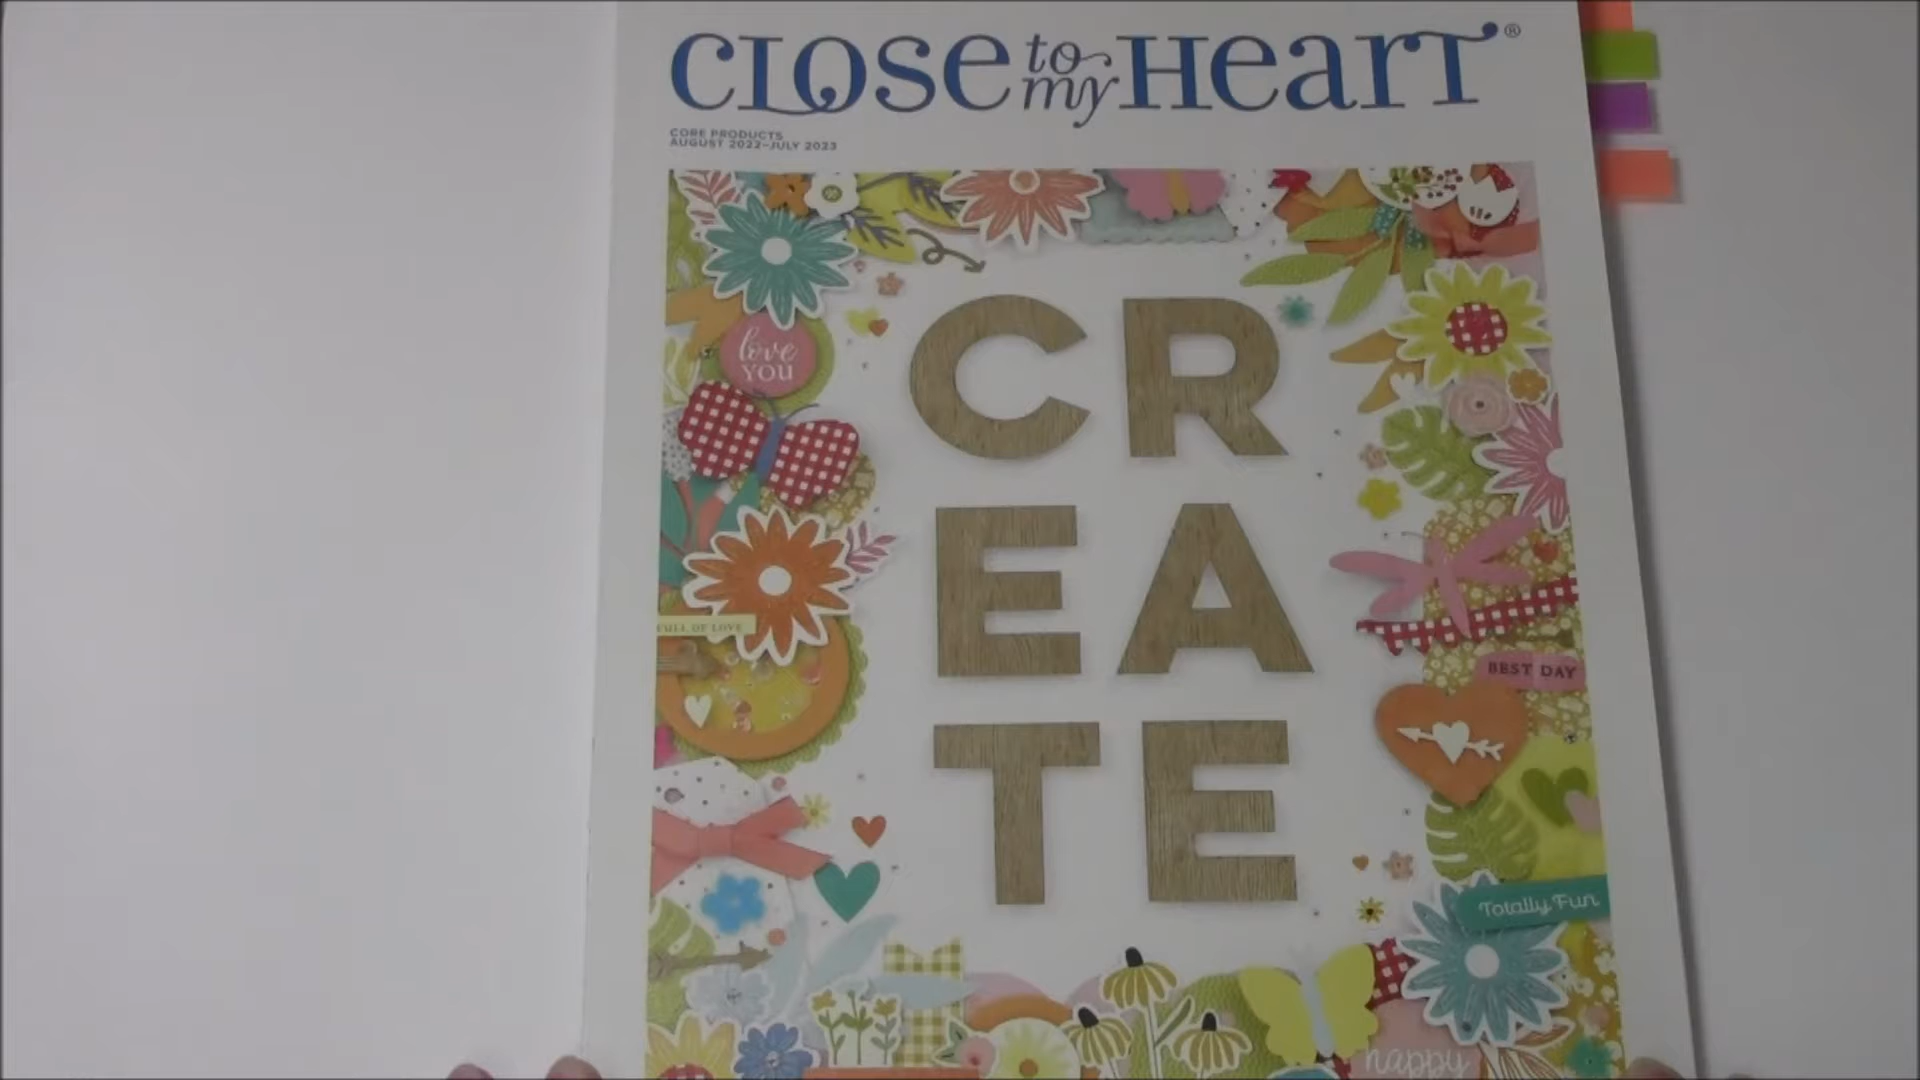 CLOSE to my HEART®
CORE PRODUCTS
AUGUST 2022–JULY 2023
love
YOU
CR
EA
TE
FULL OF LOVE
BEST DAY
Totally Fun
happy